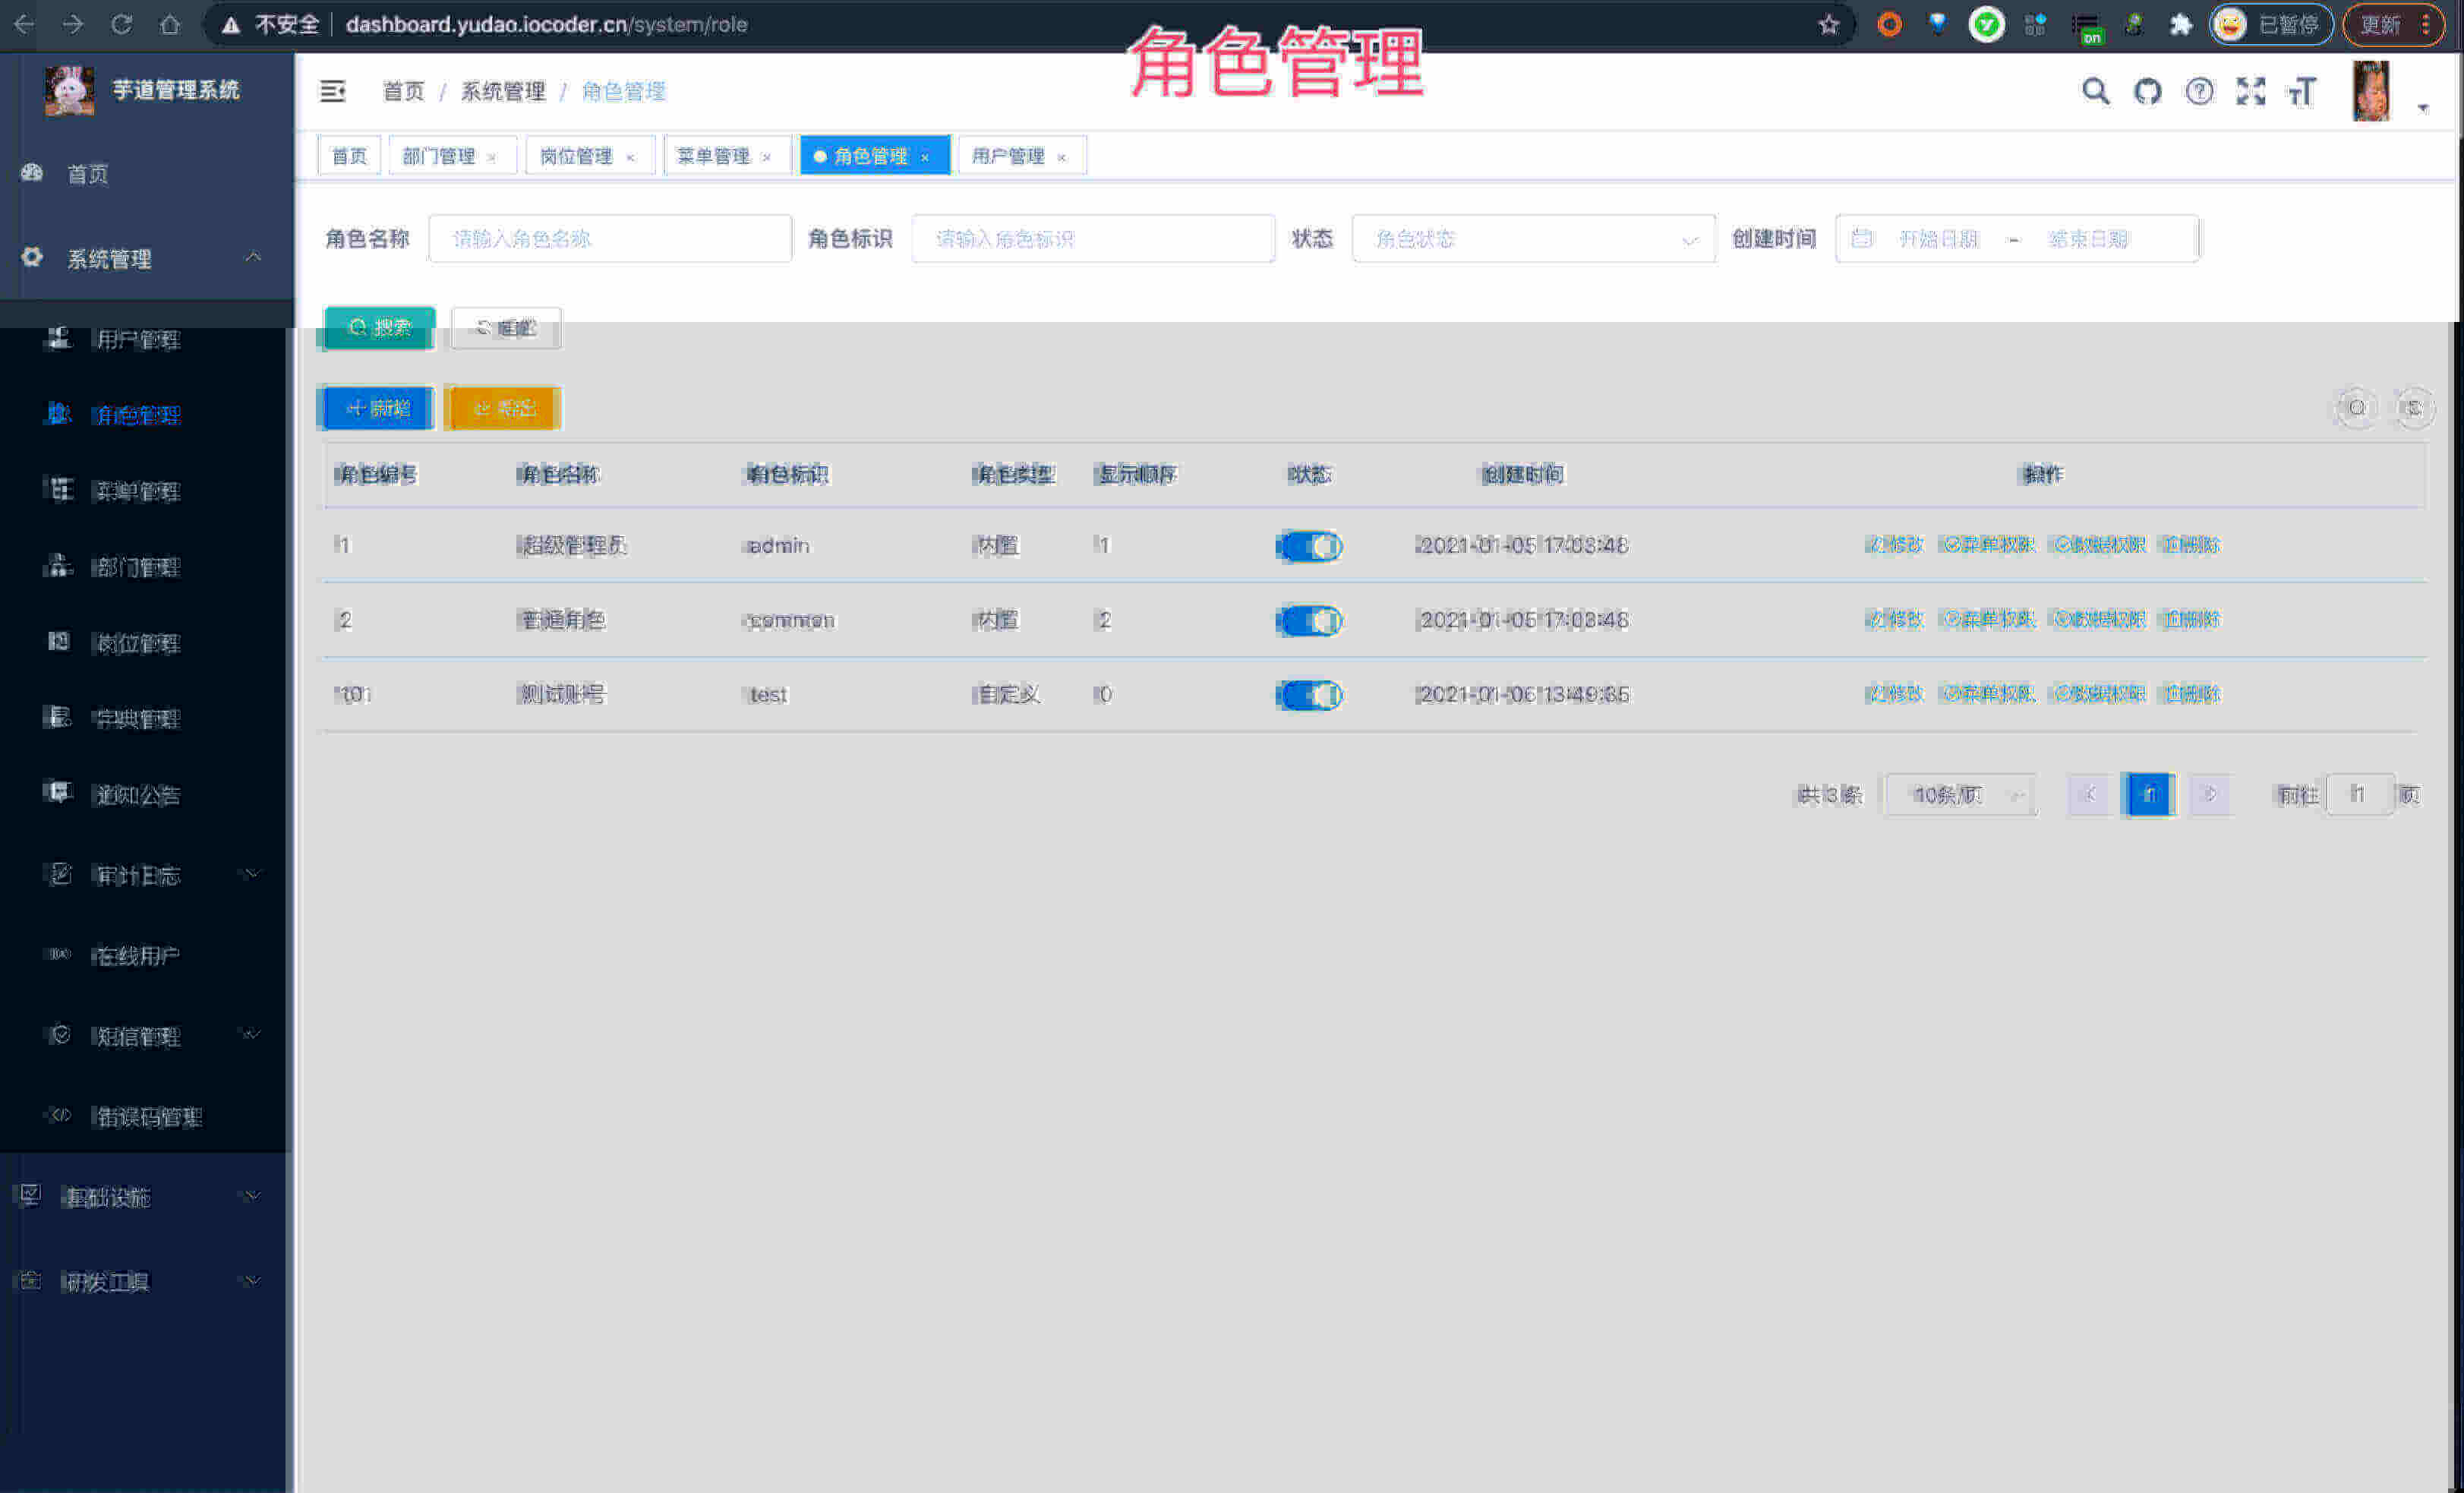 不安全 dashboard.yudao.iocoder.cn/system/role
on 已暂停 更新
角色管理
芋道管理系统
首页 / 系统管理 / 角色管理
首页
首页 部门管理 × 岗位管理 × 菜单管理 × 角色管理 × 用户管理 ×
系统管理
角色名称 请输入角色名称 角色标识 请输入角色标识 状态 角色状态 创建时间 开始日期 - 结束日期
搜索 重置
用户管理
角色管理
新增 导出
菜单管理
部门管理
岗位管理
字典管理
通知公告
审计日志
在线用户
短信管理
错误码管理
基础设施
研发工具
角色编号 角色名称 角色标识 角色类型 显示顺序 状态 创建时间 操作
1 超级管理员 admin 内置 1 2021-01-05 17:03:48 修改 菜单权限 数据权限 删除
2 普通角色 common 内置 2 2021-01-05 17:03:48 修改 菜单权限 数据权限 删除
101 测试账号 test 自定义 0 2021-01-06 13:49:35 修改 菜单权限 数据权限 删除
共 3 条 10条/页 1 前往 1 页